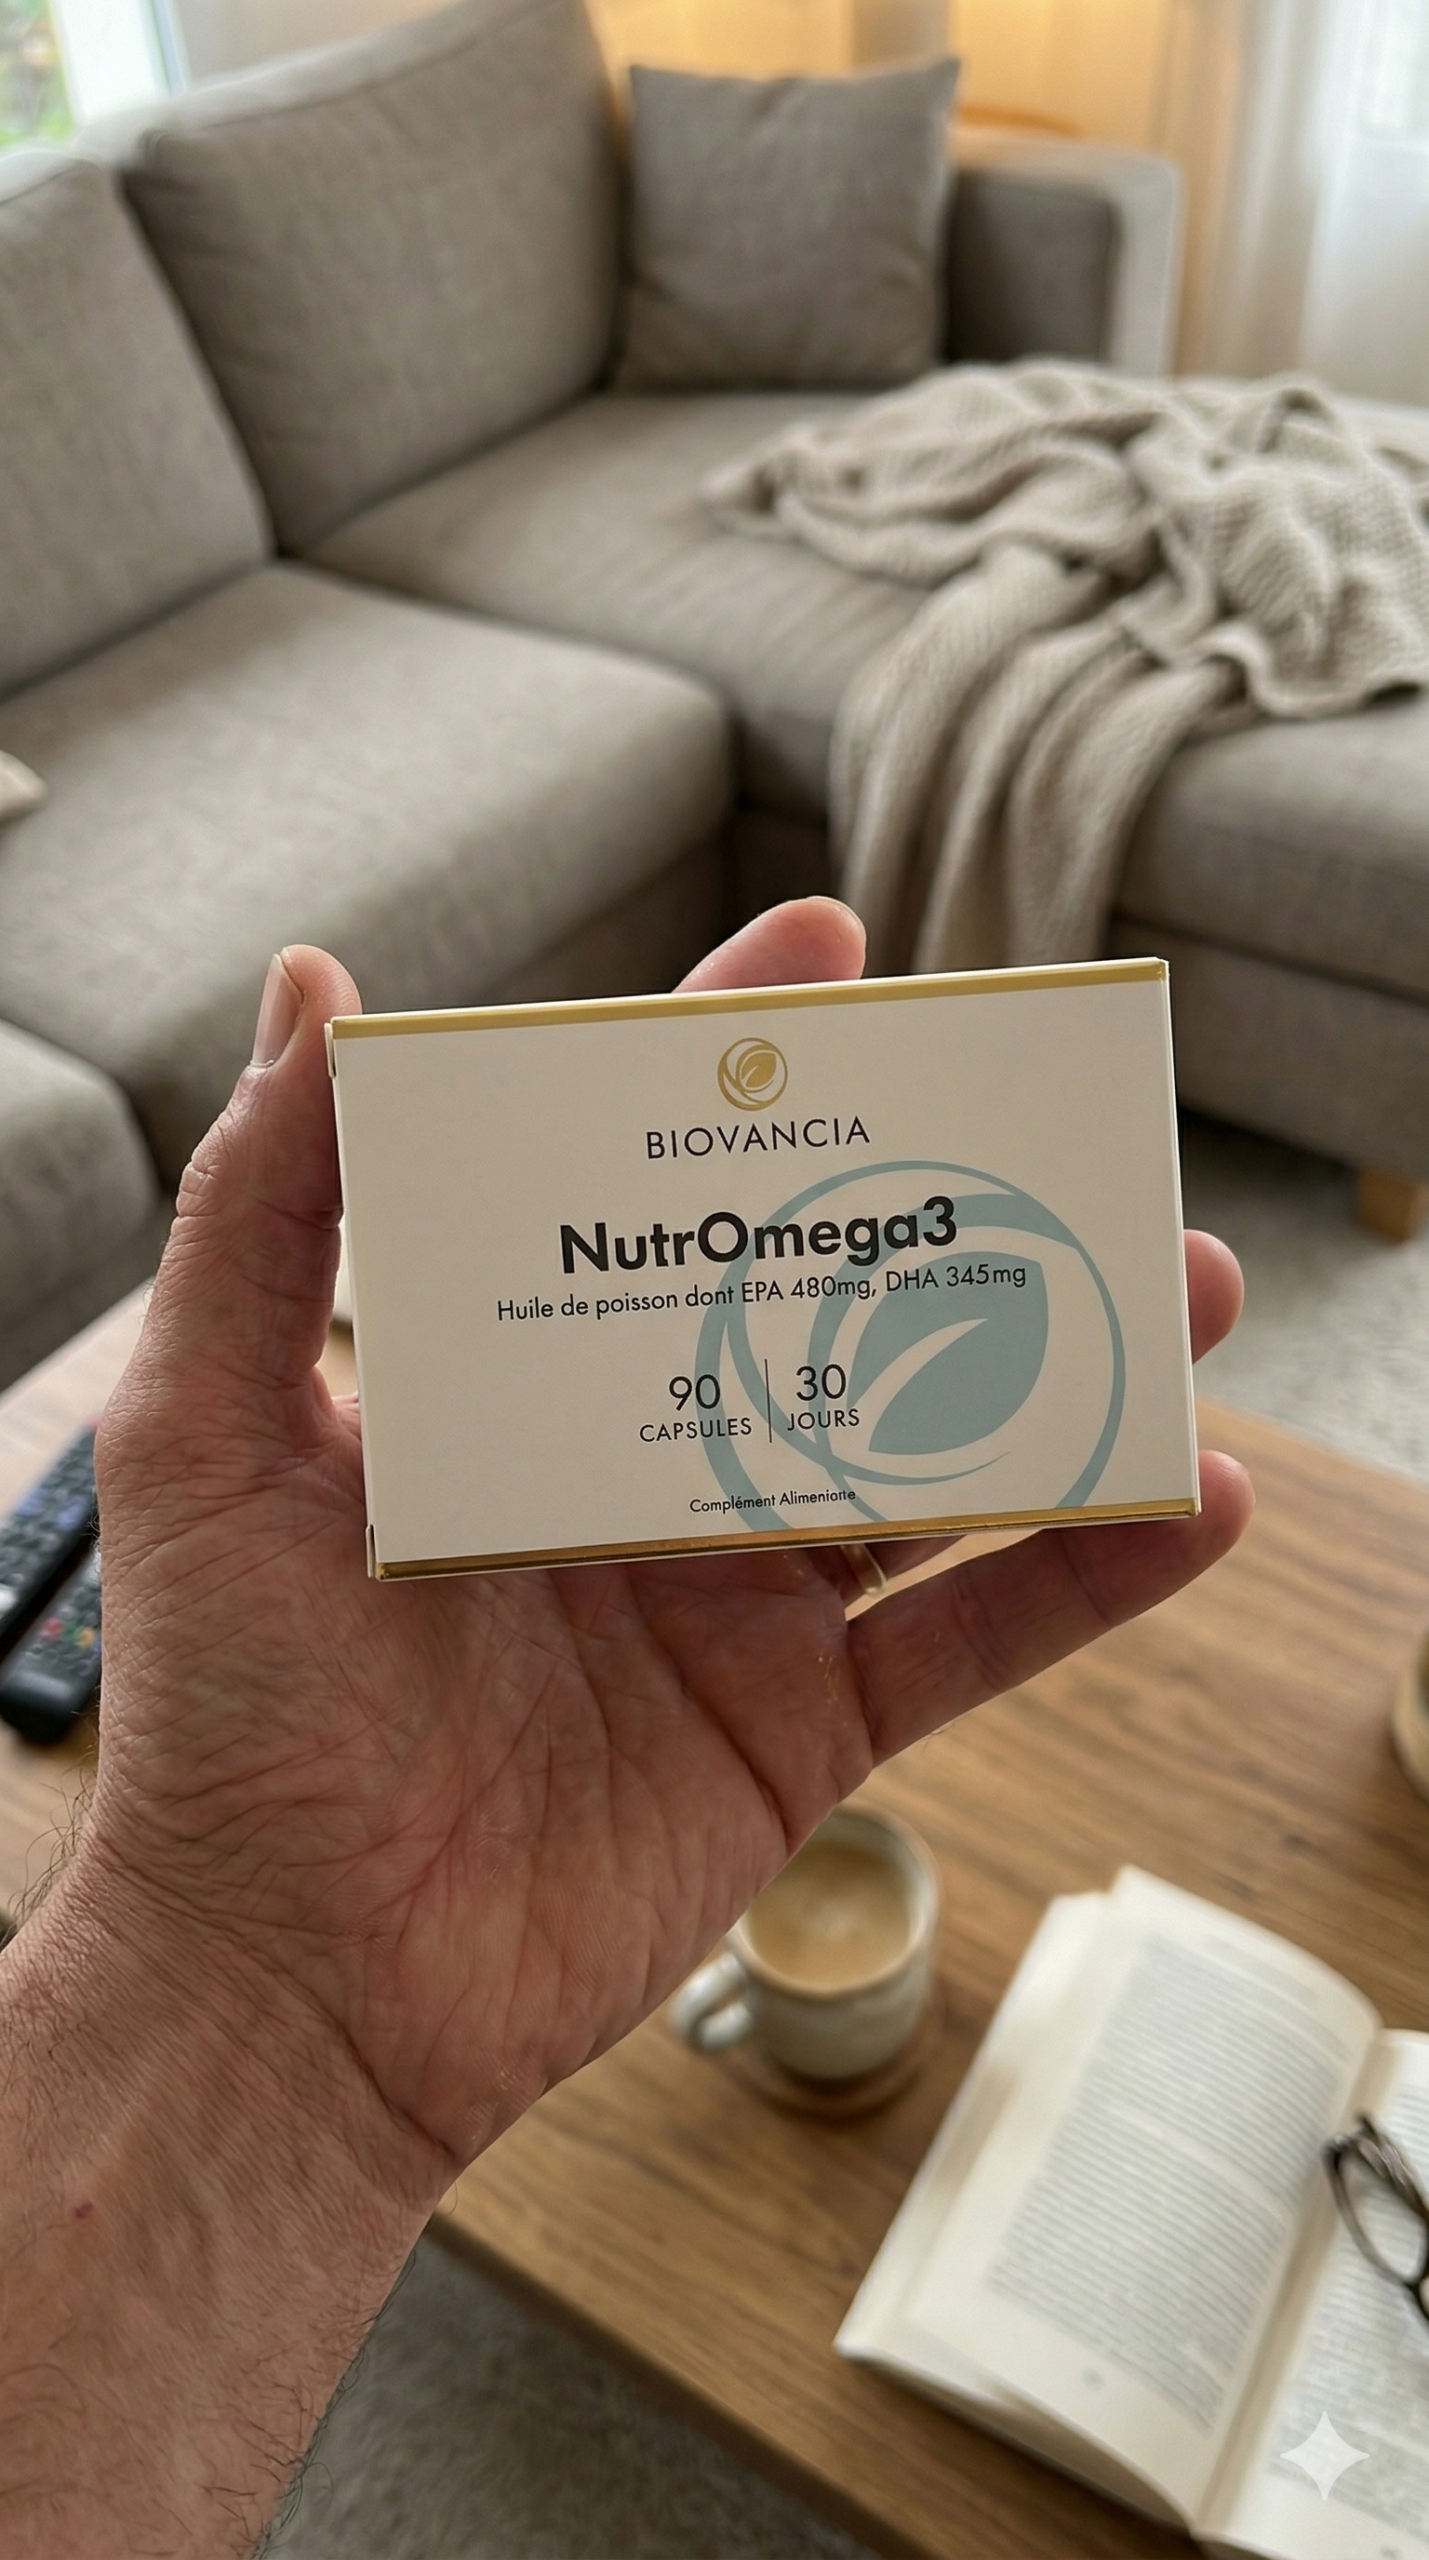 BIOVANCIA
NutrOmega3
Huile de poisson dont EPA 480mg, DHA 345mg
90 CAPSULES
30 JOURS
Complément Alimeniotte